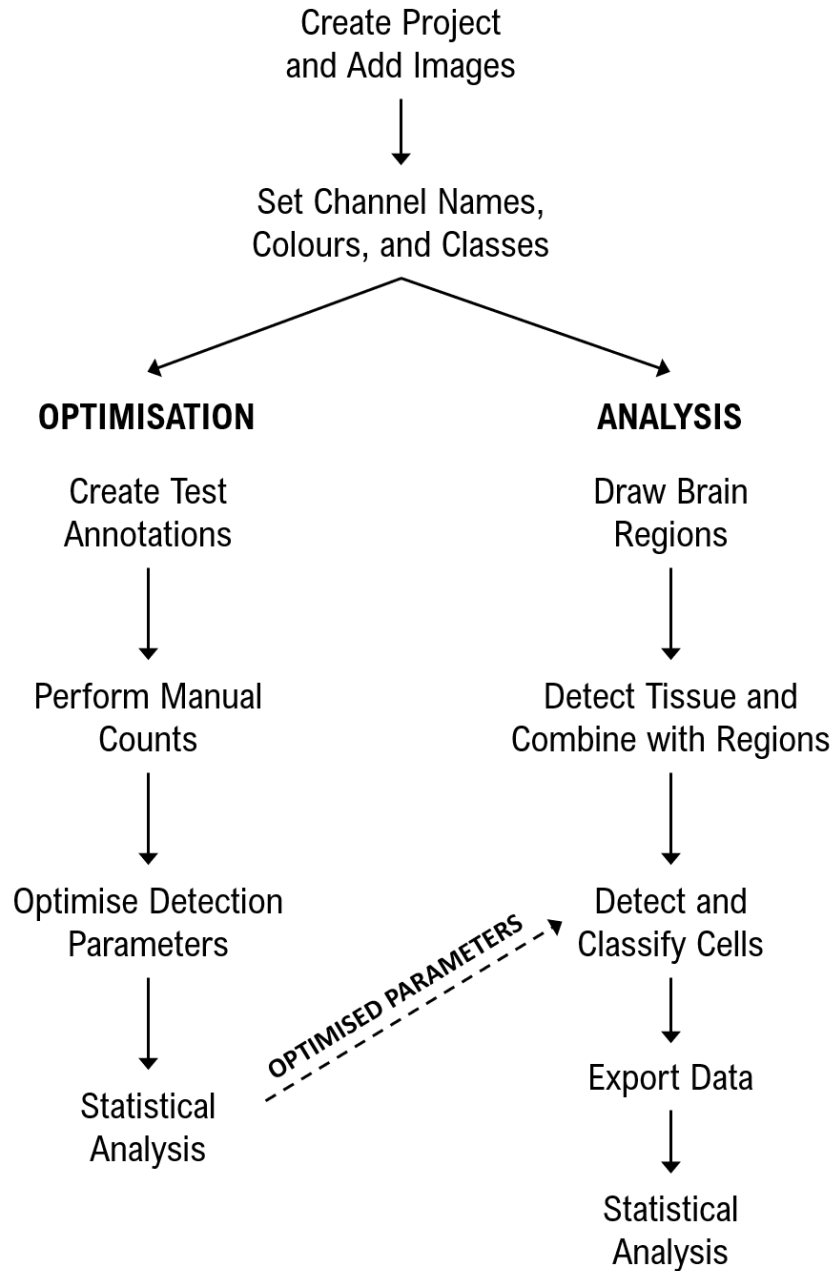 Create Project
and Add Images
Set Channel Names,
Colours, and Classes
OPTIMISATION
Create Test
Annotations
Perform Manual
Counts
Optimise Detection
Parameters
Statistical
Analysis
OPTIMISED PARAMETERS
ANALYSIS
Draw Brain
Regions
Detect Tissue and
Combine with Regions
Detect and
Classify Cells
Export Data
Statistical
Analysis